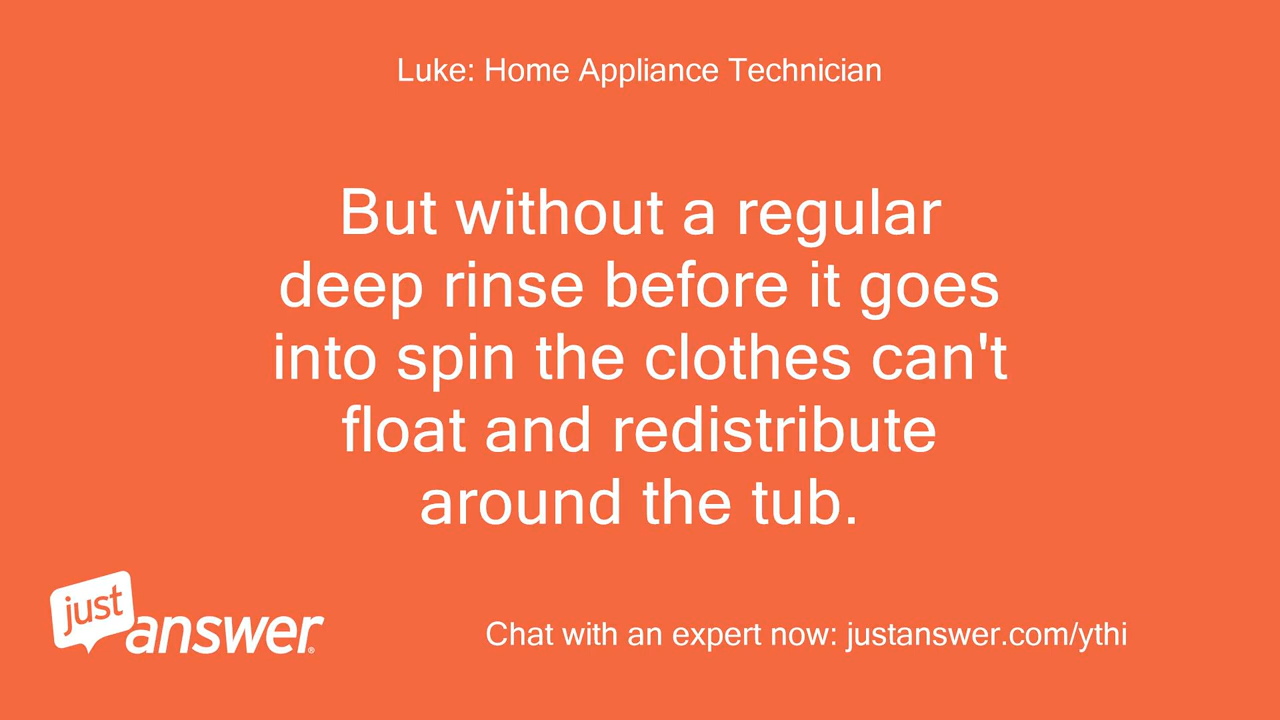 Luke: Home Appliance Technician
But without a regular
deep rinse before it goes
into spin the clothes can't
float and redistribute
around the tub.
just
answer®
Chat with an expert now: justanswer.com/ythi